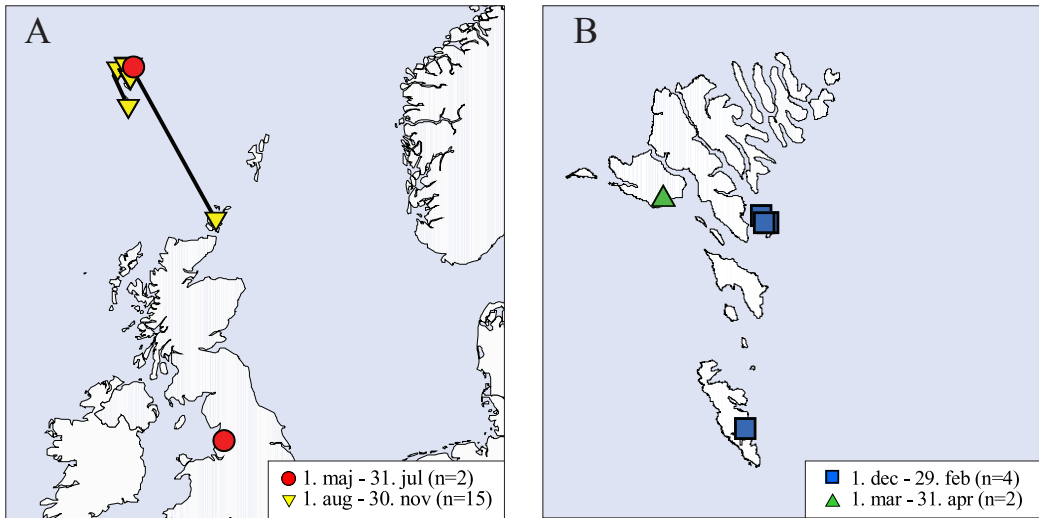 A
1. maj - 31. jul (n=2)
1. aug - 30. nov (n=15)
B
1. dec - 29. feb (n=4)
1. mar - 31. apr (n=2)